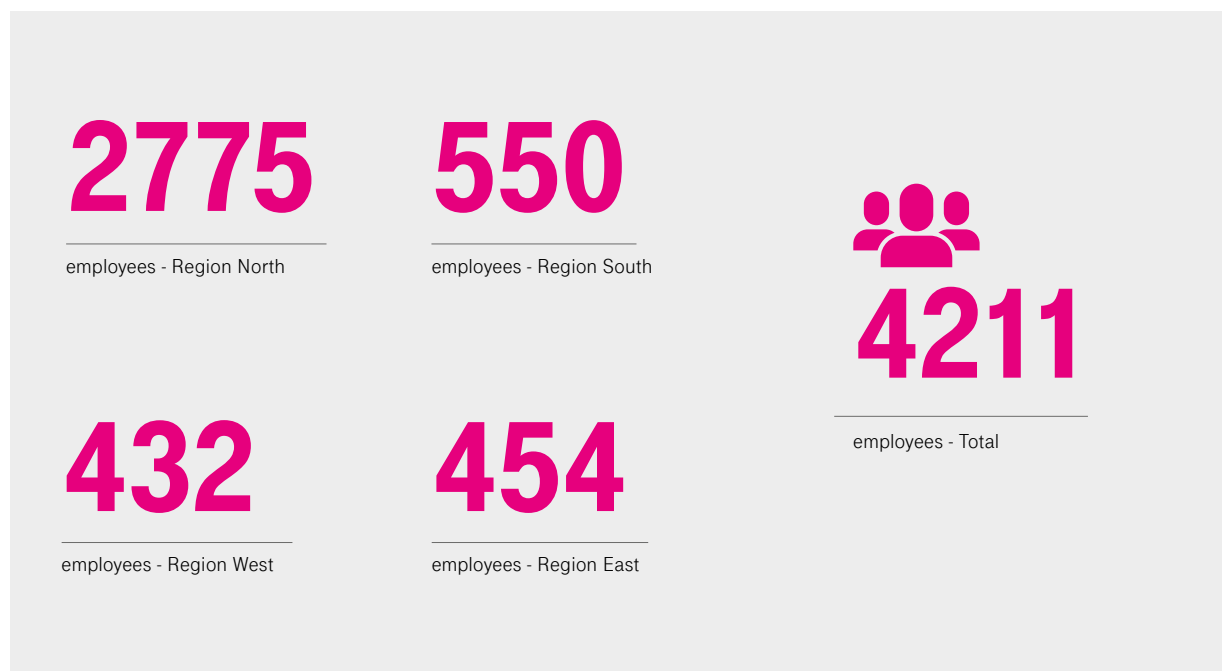 2775
employees - Region North
550
employees - Region South
432
employees - Region West
454
employees - Region East
4211
employees - Total